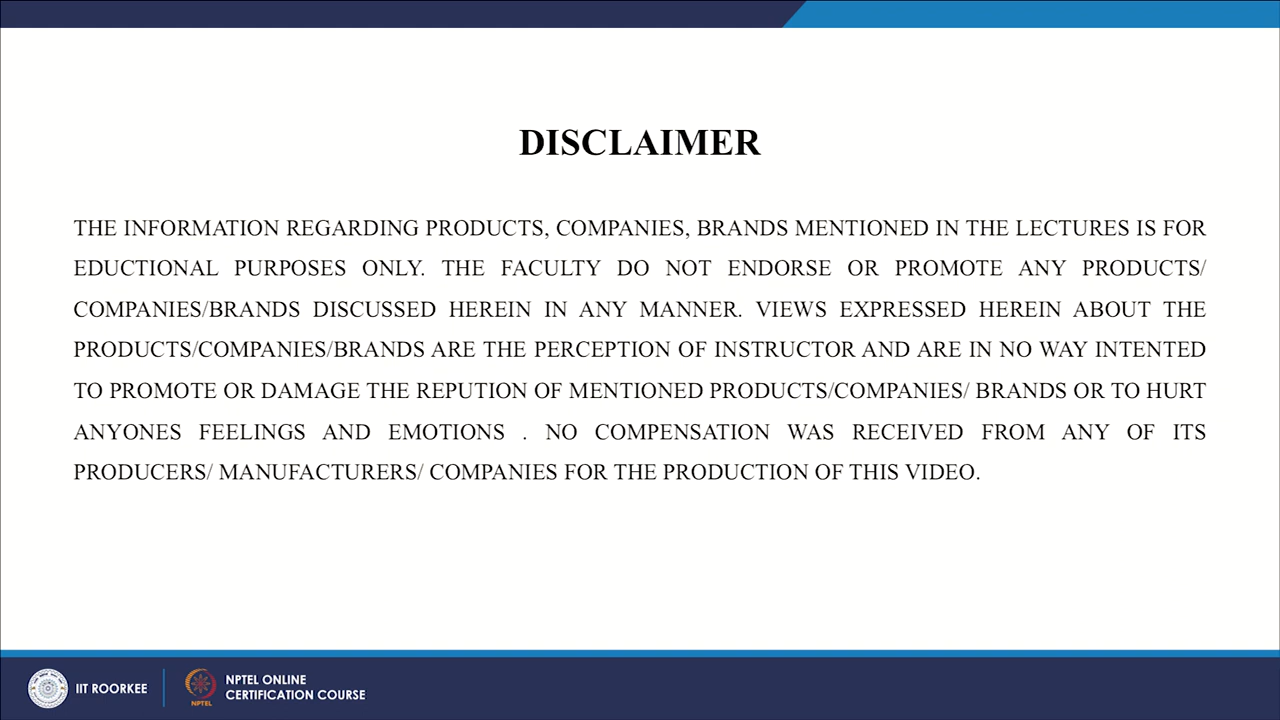 DISCLAIMER
THE INFORMATION REGARDING PRODUCTS, COMPANIES, BRANDS MENTIONED IN THE LECTURES IS FOR
EDUCTIONAL PURPOSES ONLY. THE FACULTY DO NOT ENDORSE OR PROMOTE ANY PRODUCTS/
COMPANIES/BRANDS DISCUSSED HEREIN IN ANY MANNER. VIEWS EXPRESSED HEREIN ABOUT THE
PRODUCTS/COMPANIES/BRANDS ARE THE PERCEPTION OF INSTRUCTOR AND ARE IN NO WAY INTENTED
TO PROMOTE OR DAMAGE THE REPUTION OF MENTIONED PRODUCTS/COMPANIES/ BRANDS OR TO HURT
ANYONES FEELINGS AND EMOTIONS . NO COMPENSATION WAS RECEIVED FROM ANY OF ITS
PRODUCERS/ MANUFACTURERS/ COMPANIES FOR THE PRODUCTION OF THIS VIDEO.
IIT ROORKEE
NPTEL
NPTEL ONLINE
CERTIFICATION COURSE